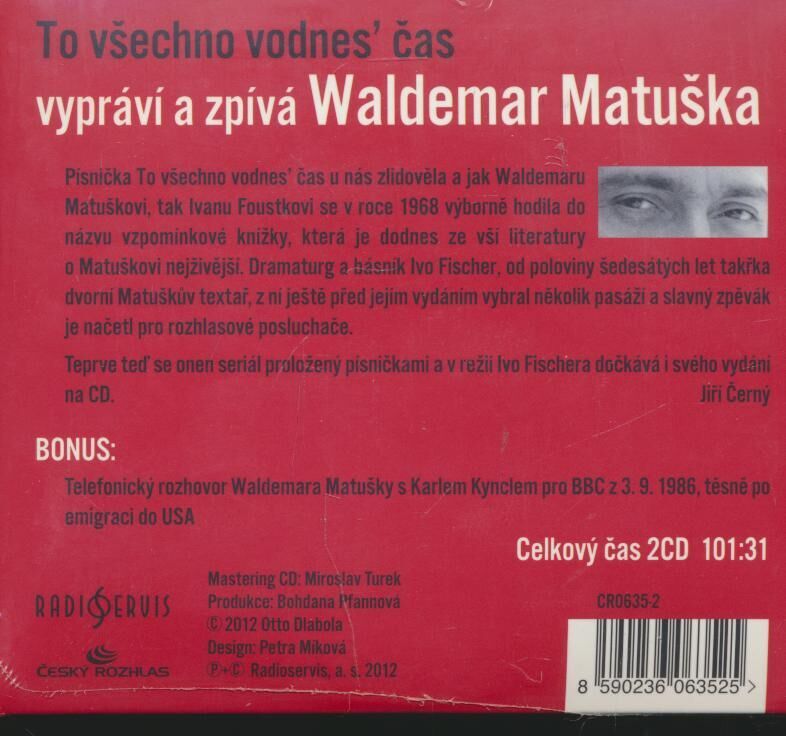 To všechno vodnes' čas
vypráví a zpívá Waldemar Matuška
Písnička To všechno vodnes' čas u nás zlidověla a jak Waldemaru
Matuškovi, tak Ivanu Foustkovi se v roce 1968 výborně hodila do
názvu vzpomínkové knížky, která je dodnes ze vší literatury
o Matuškovi nejživější. Dramaturg a básník Ivo Fischer, od poloviny šedesátých let takřka
dvorní Matuškův textař, z ní ještě před jejím vydáním vybral několik pasáží a slavný zpěvák
je načetl pro rozhlasové posluchače.
Teprve teď se onen seriál proložený písničkami a v režii Ivo Fischera dočkává i svého vydání
na CD. Jiří Černý
BONUS:
Telefonický rozhovor Waldemara Matušky s Karlem Kynclem pro BBC z 3. 9. 1986, těsně po
emigraci do USA
Celkový čas 2CD 101:31
Mastering CD: Miroslav Turek
Produkce: Bohdana Pfannová
© 2012 Otto Dlabola
Design: Petra Míková
Ⓟ+© Radioservis, a. s. 2012
RADIOSERVIS
ČESKÝ ROZHLAS
CR0635-2
8 590236 063525 >